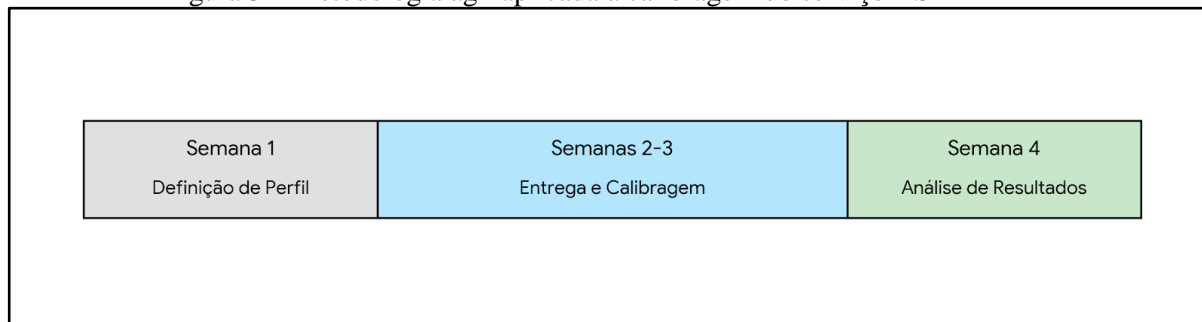 Semana 1
Definição de Perfil
Semanas 2-3
Entrega e Calibragem
Semana 4
Análise de Resultados